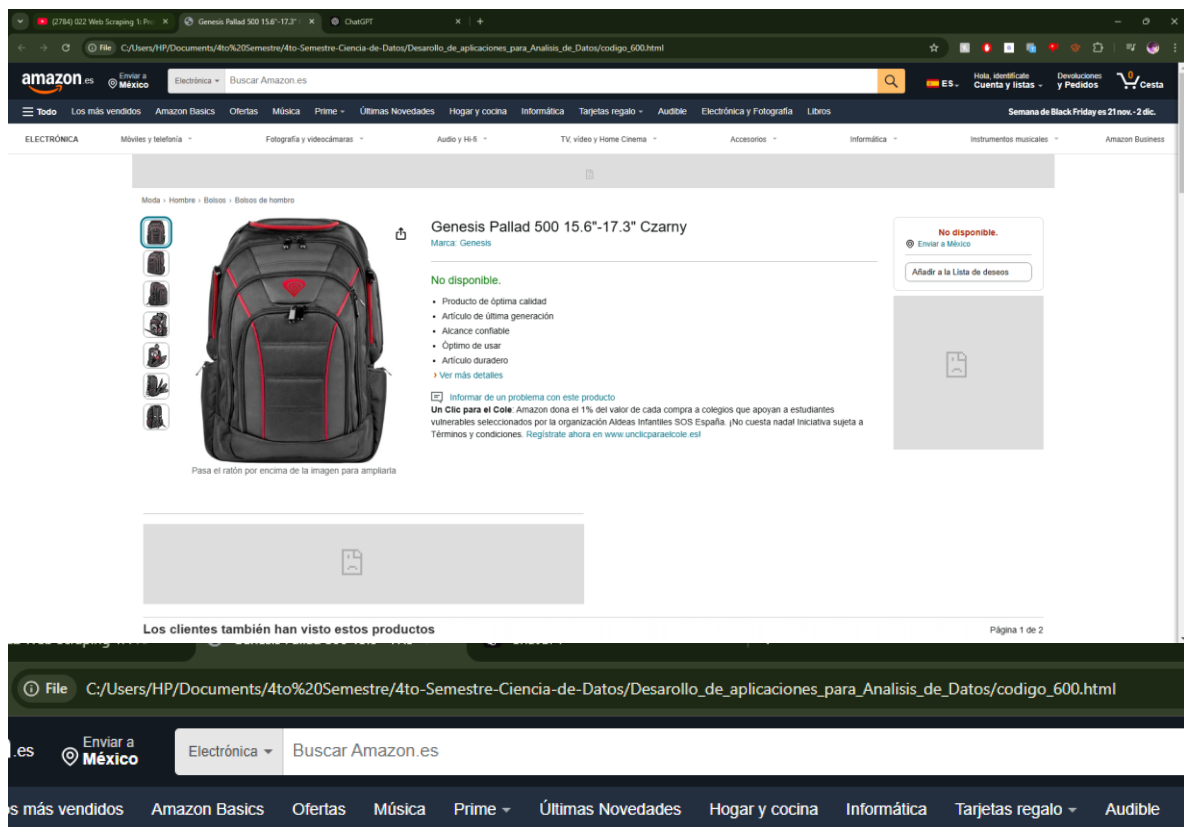 (2784) 022 Web Scraping 1: Pro
Genesis Pallad 500 15.6"-17.3"
ChatGPT
File C:/Users/HP/Documents/4to%20Semestre/4to-Semestre-Ciencia-de-Datos/Desarollo_de_aplicaciones_para_Analisis_de_Datos/codigo_600.html
amazon.es
Enviar a
México
Electrónica
Buscar Amazon.es
ES
Hola, identifícate
Cuenta y listas
Devoluciones
y Pedidos
0
Cesta
Todo Los más vendidos Amazon Basics Ofertas Música Prime Últimas Novedades Hogar y cocina Informática Tarjetas regalo Audible Electrónica y Fotografía Libros
Semana de Black Friday es 21 nov. - 2 dic.
ELECTRÓNICA Móviles y telefonía Fotografía y videocámaras Audio y Hi-fi TV, vídeo y Home Cinema Accesorios Informática Instrumentos musicales Amazon Business
Moda › Hombre › Bolsos › Bolsos de hombro
Genesis Pallad 500 15.6"-17.3" Czarny
Marca: Genesis
No disponible.
• Producto de óptima calidad
• Artículo de última generación
• Alcance confiable
• Óptimo de usar
• Artículo duradero
› Ver más detalles
Informar de un problema con este producto
Un Clic para el Cole: Amazon dona el 1% del valor de cada compra a colegios que apoyan a estudiantes
vulnerables seleccionados por la organización Aldeas Infantiles SOS España. ¡No cuesta nada! Iniciativa sujeta a
Términos y condiciones. Regístrate ahora en www.unclicparaelcole.es!
No disponible.
Enviar a México
Añadir a la Lista de deseos
Pasa el ratón por encima de la imagen para ampliarla
Los clientes también han visto estos productos
Página 1 de 2
File C:/Users/HP/Documents/4to%20Semestre/4to-Semestre-Ciencia-de-Datos/Desarollo_de_aplicaciones_para_Analisis_de_Datos/codigo_600.html
.es
Enviar a
México
Electrónica
Buscar Amazon.es
os más vendidos Amazon Basics Ofertas Música Prime Últimas Novedades Hogar y cocina Informática Tarjetas regalo Audible